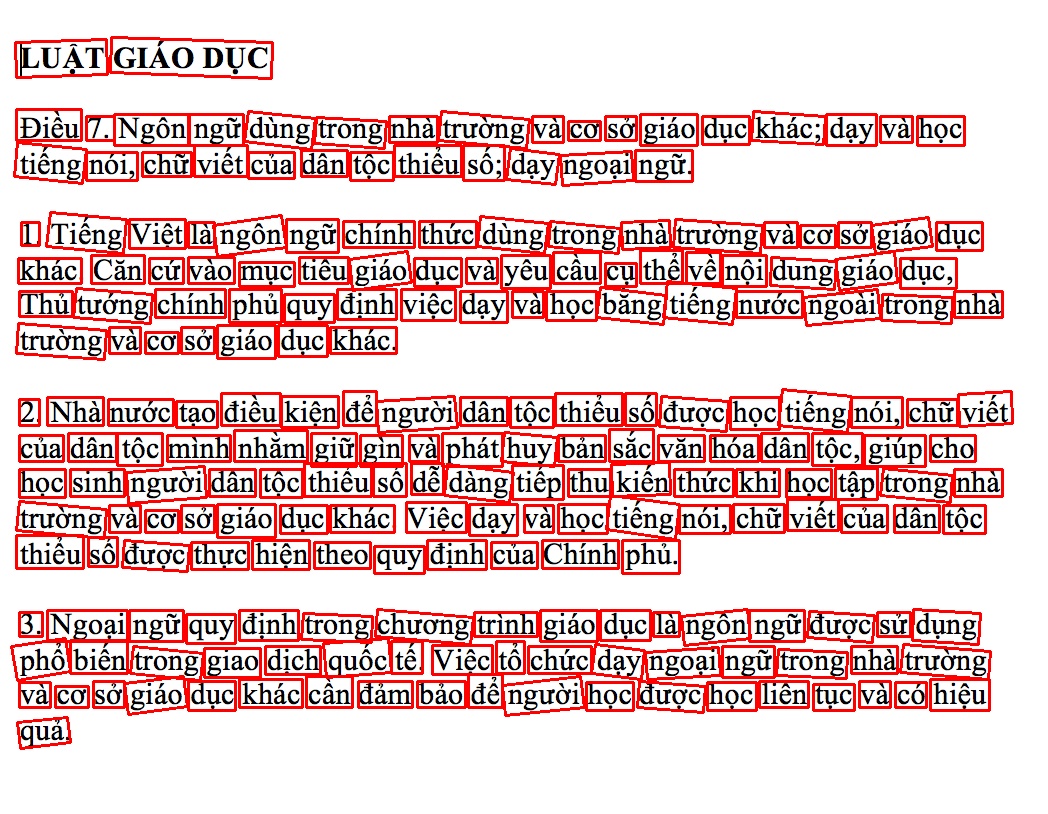 LUẬT GIÁO DỤC
Điều 7. Ngôn ngữ dùng trong nhà trường và cơ sở giáo dục khác; dạy và học
tiếng nói, chữ viết của dân tộc thiểu số; dạy ngoại ngữ.
1. Tiếng Việt là ngôn ngữ chính thức dùng trong nhà trường và cơ sở giáo dục
khác. Căn cứ vào mục tiêu giáo dục và yêu cầu cụ thể về nội dung giáo dục,
Thủ tướng chính phủ quy định việc dạy và học bằng tiếng nước ngoài trong nhà
trường và cơ sở giáo dục khác.
2. Nhà nước tạo điều kiện để người dân tộc thiểu số được học tiếng nói, chữ viết
của dân tộc mình nhằm giữ gìn và phát huy bản sắc văn hóa dân tộc, giúp cho
học sinh người dân tộc thiểu số dễ dàng tiếp thu kiến thức khi học tập trong nhà
trường và cơ sở giáo dục khác. Việc dạy và học tiếng nói, chữ viết của dân tộc
thiểu số được thực hiện theo quy định của Chính phủ.
3. Ngoại ngữ quy định trong chương trình giáo dục là ngôn ngữ được sử dụng
phổ biến trong giao dịch quốc tế. Việc tổ chức dạy ngoại ngữ trong nhà trường
và cơ sở giáo dục khác cần đảm bảo để người học được học liên tục và có hiệu
quả.